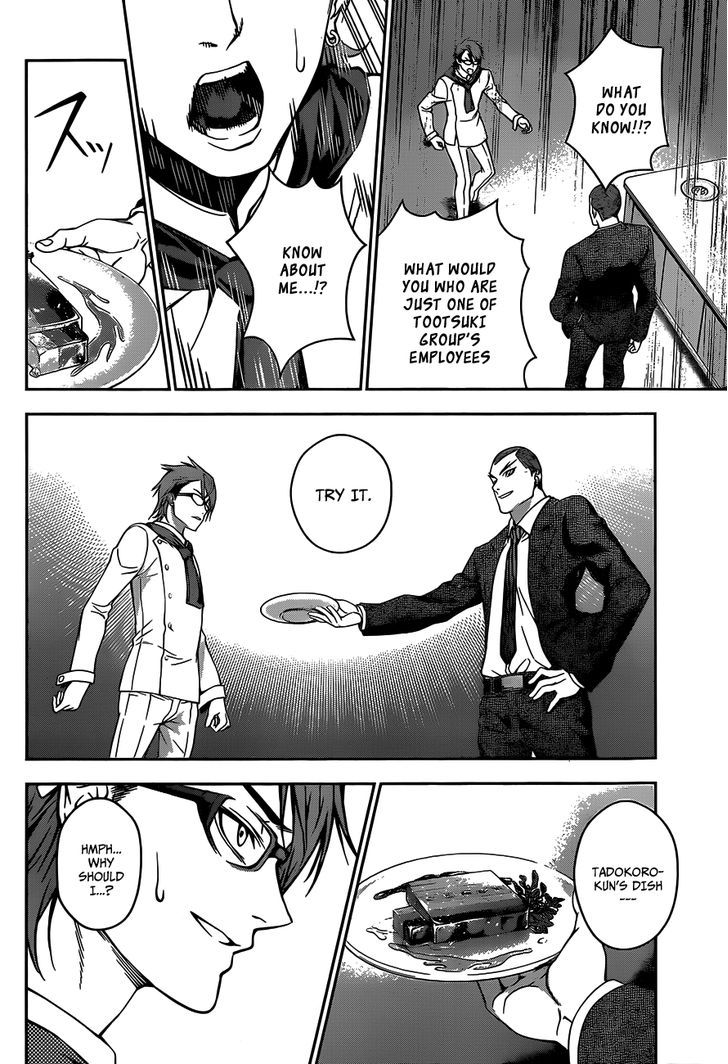 WHAT
DO YOU
KNOW!!?
WHAT WOULD
YOU WHO ARE
JUST ONE OF
TOOTSUKI
GROUP'S
EMPLOYEES
KNOW
ABOUT
ME...!?
スッ
TRY IT.
TADOKORO-
KUN'S DISH
---
HMPH...
WHY
SHOULD
I...?